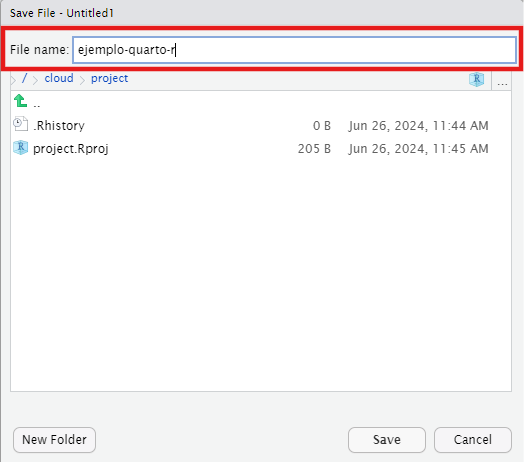 Save File - Untitled1
File name: ejemplo-quarto-r
/ cloud project R ...
..
.Rhistory 0 B Jun 26, 2024, 11:44 AM
R project.Rproj 205 B Jun 26, 2024, 11:45 AM
New Folder Save Cancel